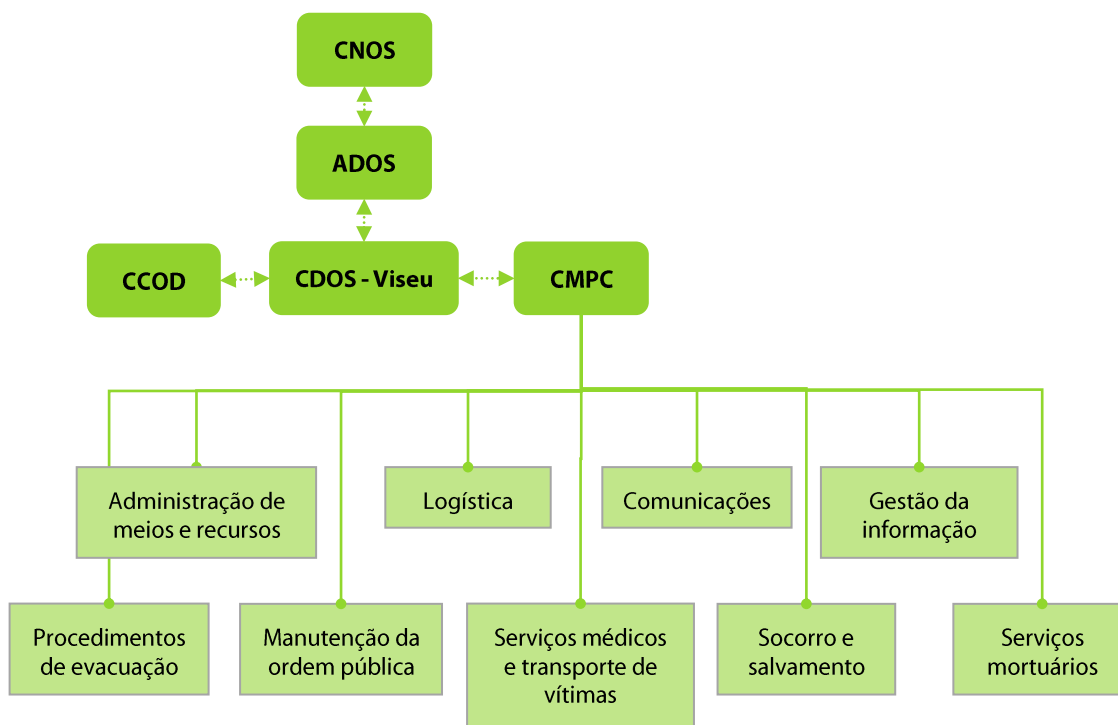 CNOS
ADOS
CCOD
CDOS - Viseu
CMPC
Administração de
meios e recursos
Logística
Comunicações
Gestão da
informação
Procedimentos
de evacuação
Manutenção da
ordem pública
Serviços médicos
e transporte de
vítimas
Socorro e
salvamento
Serviços
mortuários